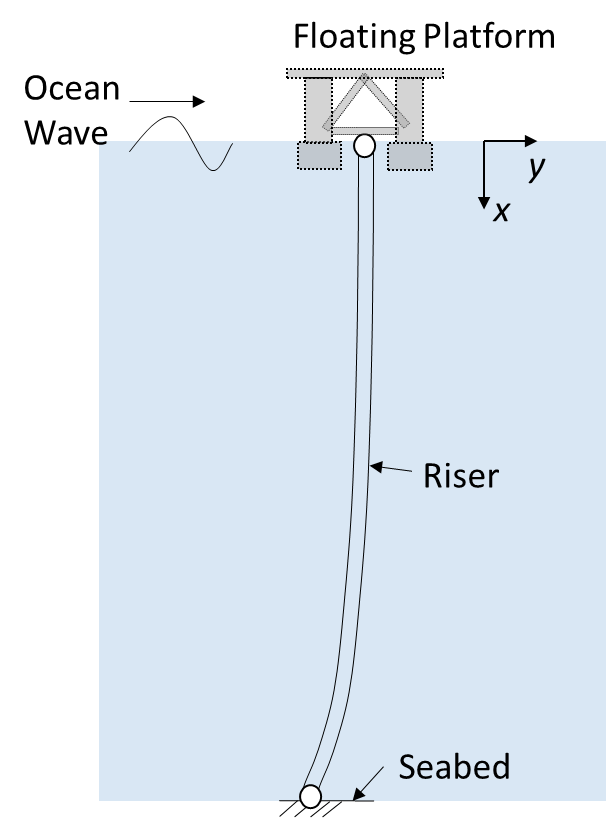 Floating Platform
Ocean
Wave
y
x
Riser
Seabed